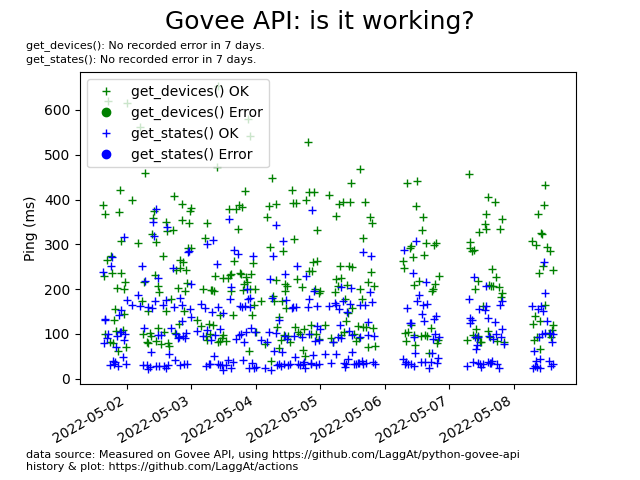 Govee API: is it working?
get_devices(): No recorded error in 7 days.
get_states(): No recorded error in 7 days.
get_devices() OK
get_devices() Error
get_states() OK
get_states() Error
Ping (ms)
600
500
400
300
200
100
0
2022-05-02
2022-05-03
2022-05-04
2022-05-05
2022-05-06
2022-05-07
2022-05-08
data source: Measured on Govee API, using https://github.com/LaggAt/python-govee-api
history & plot: https://github.com/LaggAt/actions